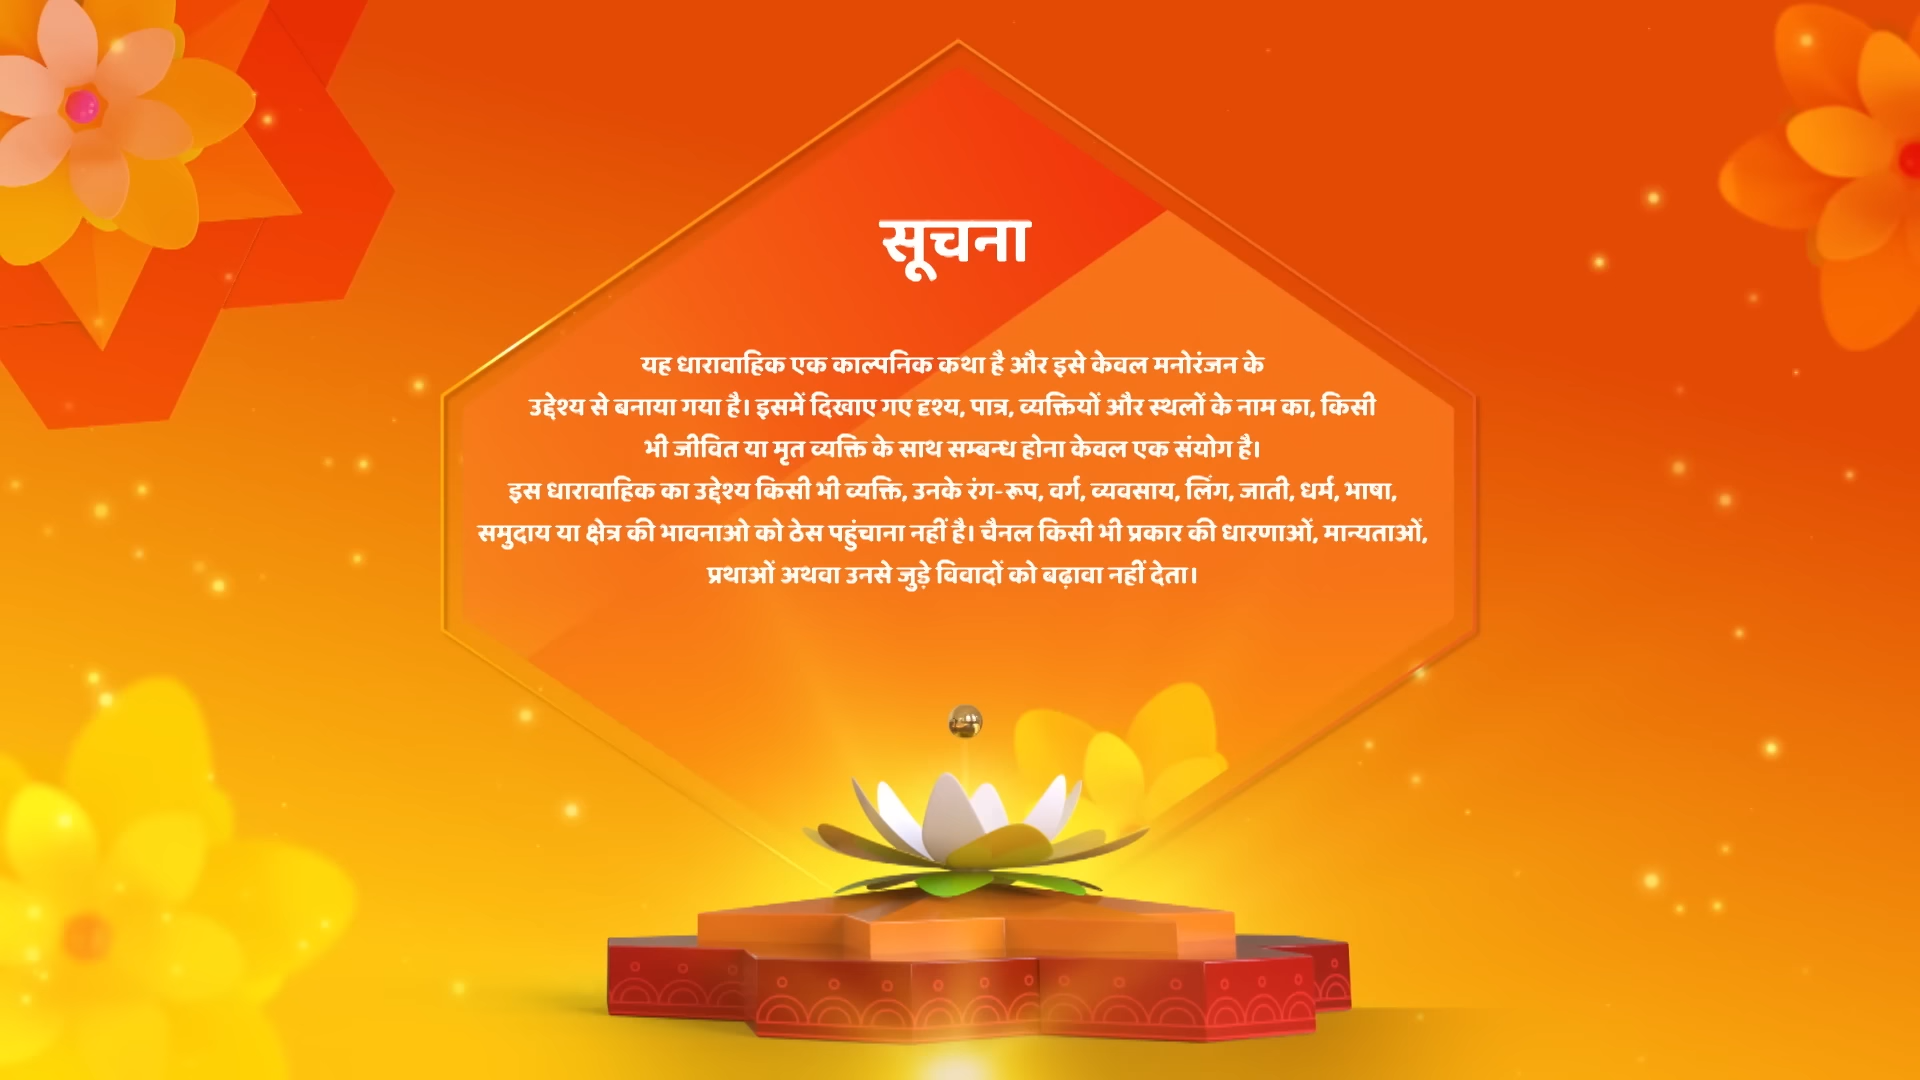 सूचना
यह धारावाहिक एक काल्पनिक कथा है और इसे केवल मनोरंजन के
उद्देश्य से बनाया गया है। इसमें दिखाए गए दृश्य, पात्र, व्यक्तियों और स्थलों के नाम का, किसी
भी जीवित या मृत व्यक्ति के साथ सम्बन्ध होना केवल एक संयोग है।
इस धारावाहिक का उद्देश्य किसी भी व्यक्ति, उनके रंग-रूप, वर्ग, व्यवसाय, लिंग, जाती, धर्म, भाषा,
समुदाय या क्षेत्र की भावनाओ को ठेस पहुंचाना नहीं है। चैनल किसी भी प्रकार की धारणाओं, मान्यताओं,
प्रथाओं अथवा उनसे जुड़े विवादों को बढ़ावा नहीं देता।